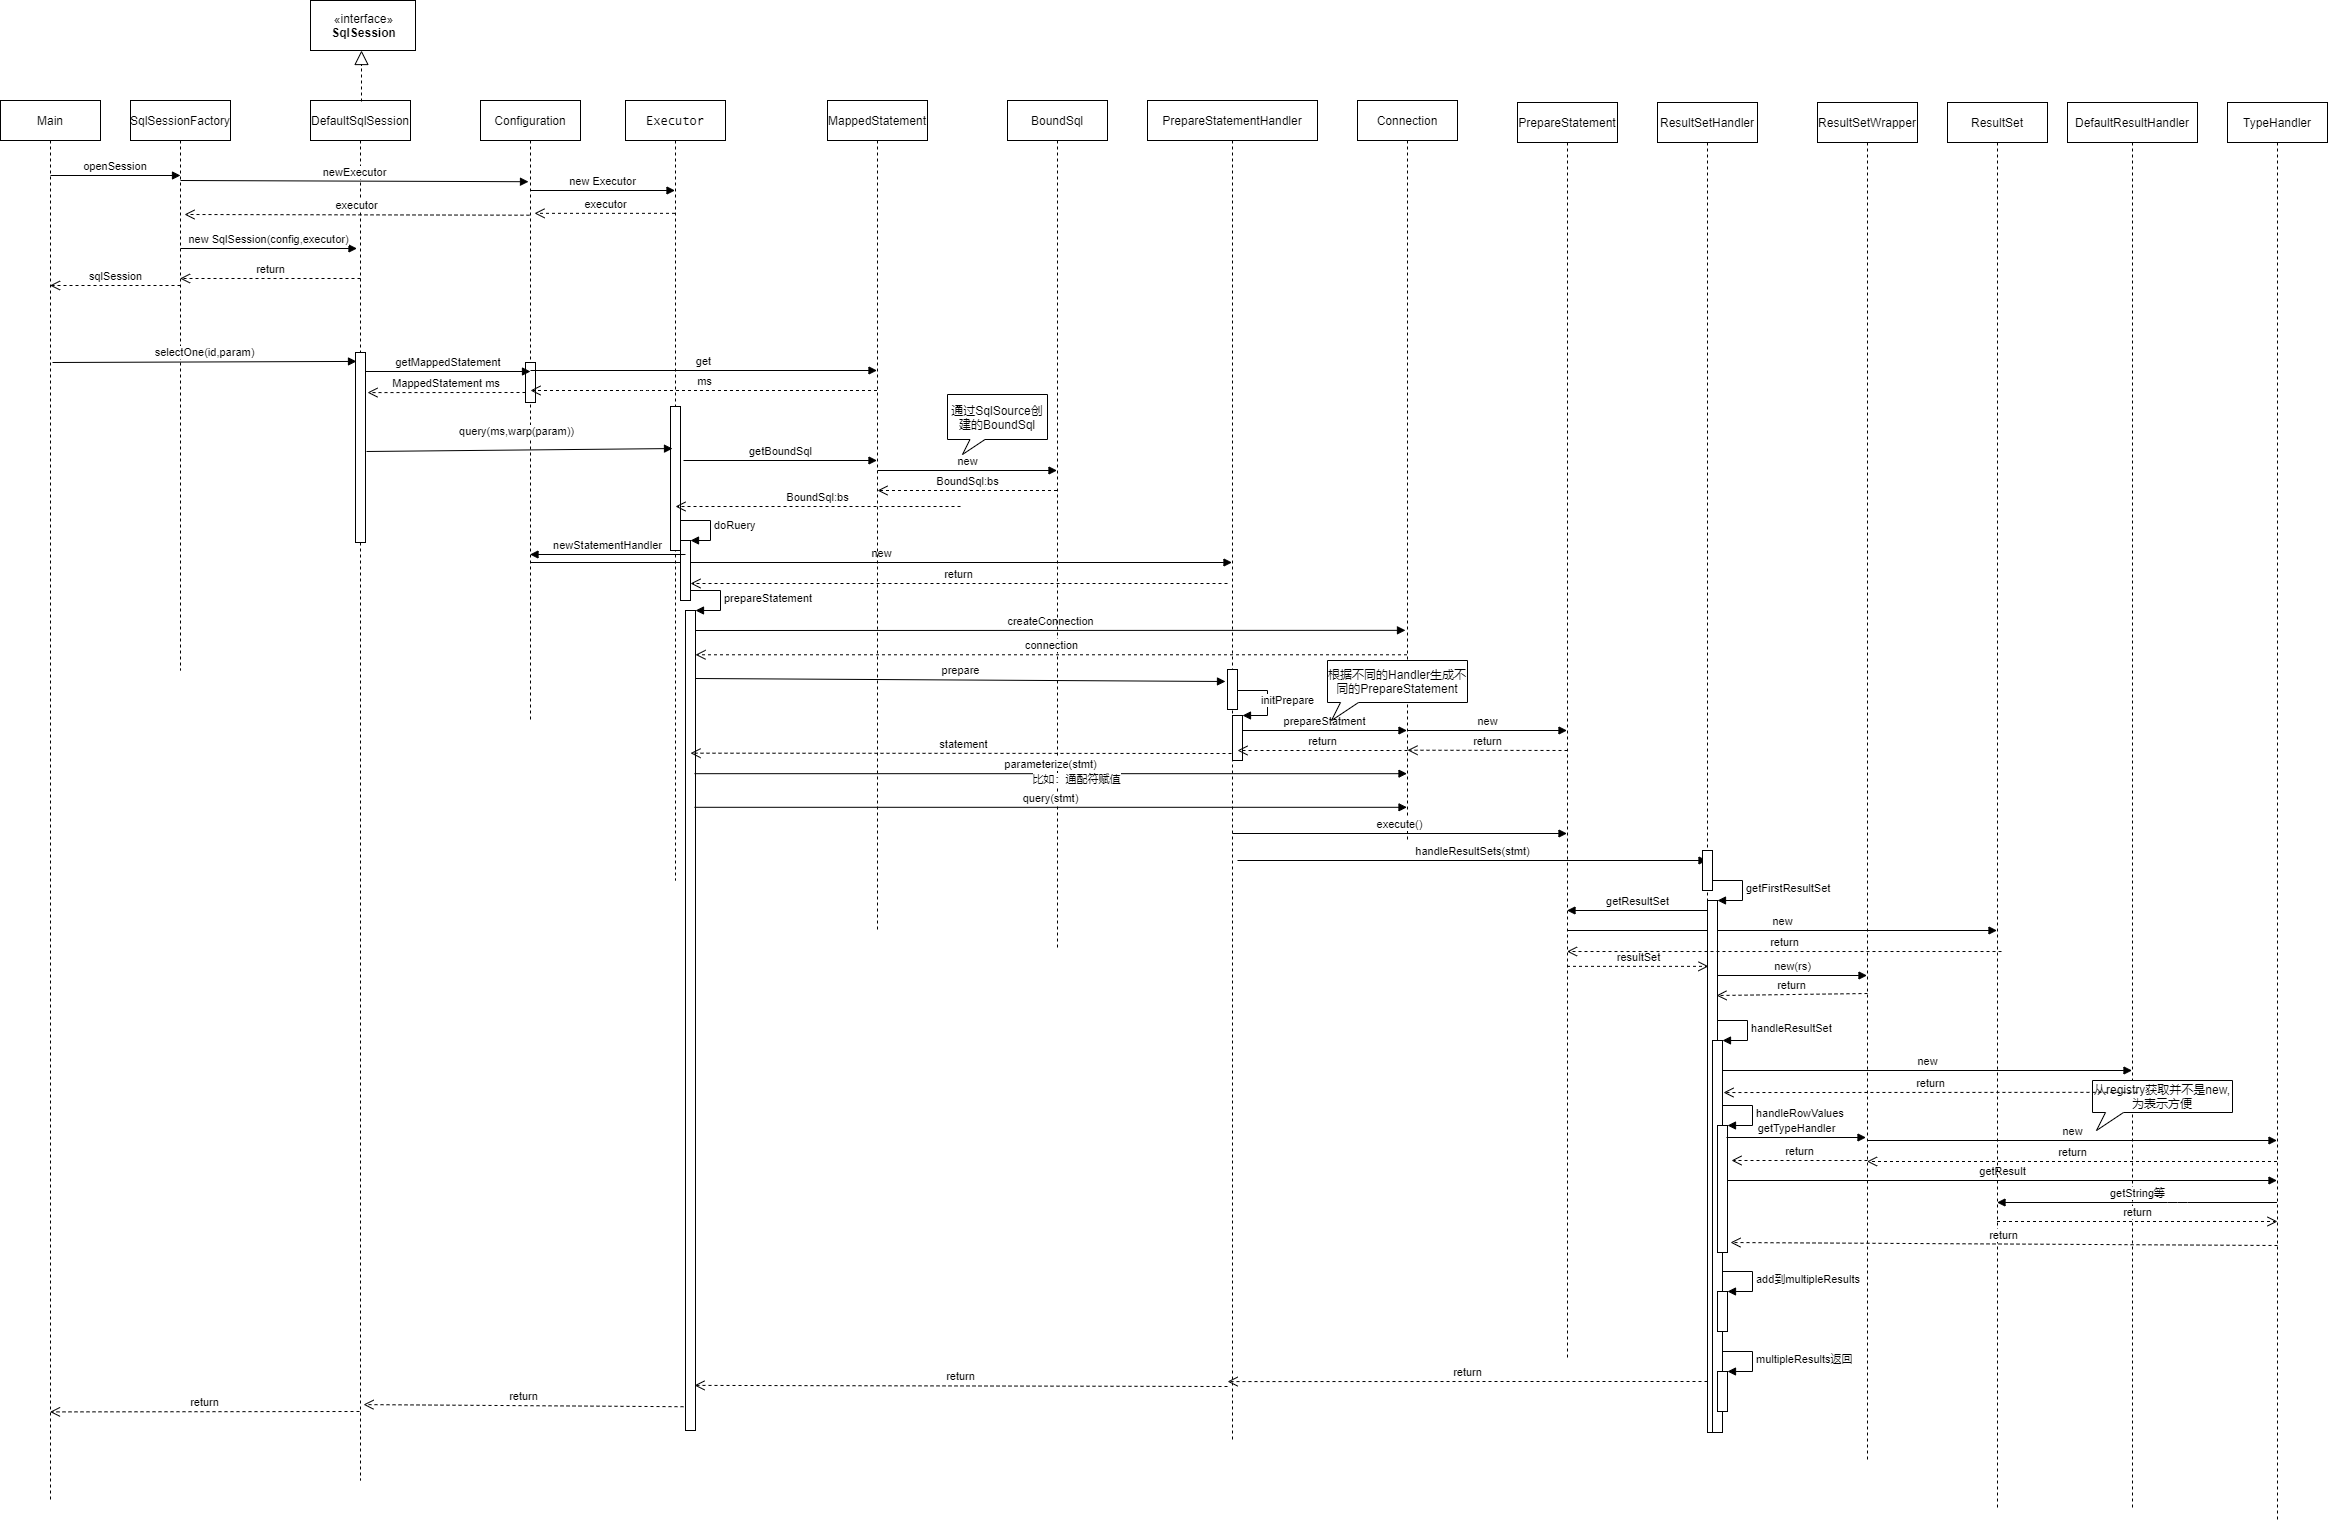 «interface»
SqlSession
Main
SqlSessionFactory
DefaultSqlSession
Configuration
Executor
MappedStatement
BoundSql
PrepareStatementHandler
Connection
PrepareStatement
ResultSetHandler
ResultSetWrapper
ResultSet
DefaultResultHandler
TypeHandler
openSession
newExecutor
new Executor
executor
executor
new SqlSession(config,executor)
return
sqlSession
selectOne(id,param)
getMappedStatement
get
MappedStatement ms
ms
通过SqlSource创
建的BoundSql
query(ms,warp(param))
getBoundSql
new
BoundSql:bs
BoundSql:bs
doRuery
newStatementHandler
new
return
prepareStatement
createConnection
connection
prepare
根据不同的Handler生成不
同的PrepareStatement
initPrepare
prepareStatment
new
statement
return
return
parameterize(stmt)
比如：通配符赋值
query(stmt)
execute()
handleResultSets(stmt)
getFirstResultSet
getResultSet
new
return
resultSet
new(rs)
return
handleResultSet
new
return
从registry获取并不是new,
为表示方便
handleRowValues
getTypeHandler
new
return
return
getResult
getString等
return
return
add到multipleResults
multipleResults返回
return
return
return
return